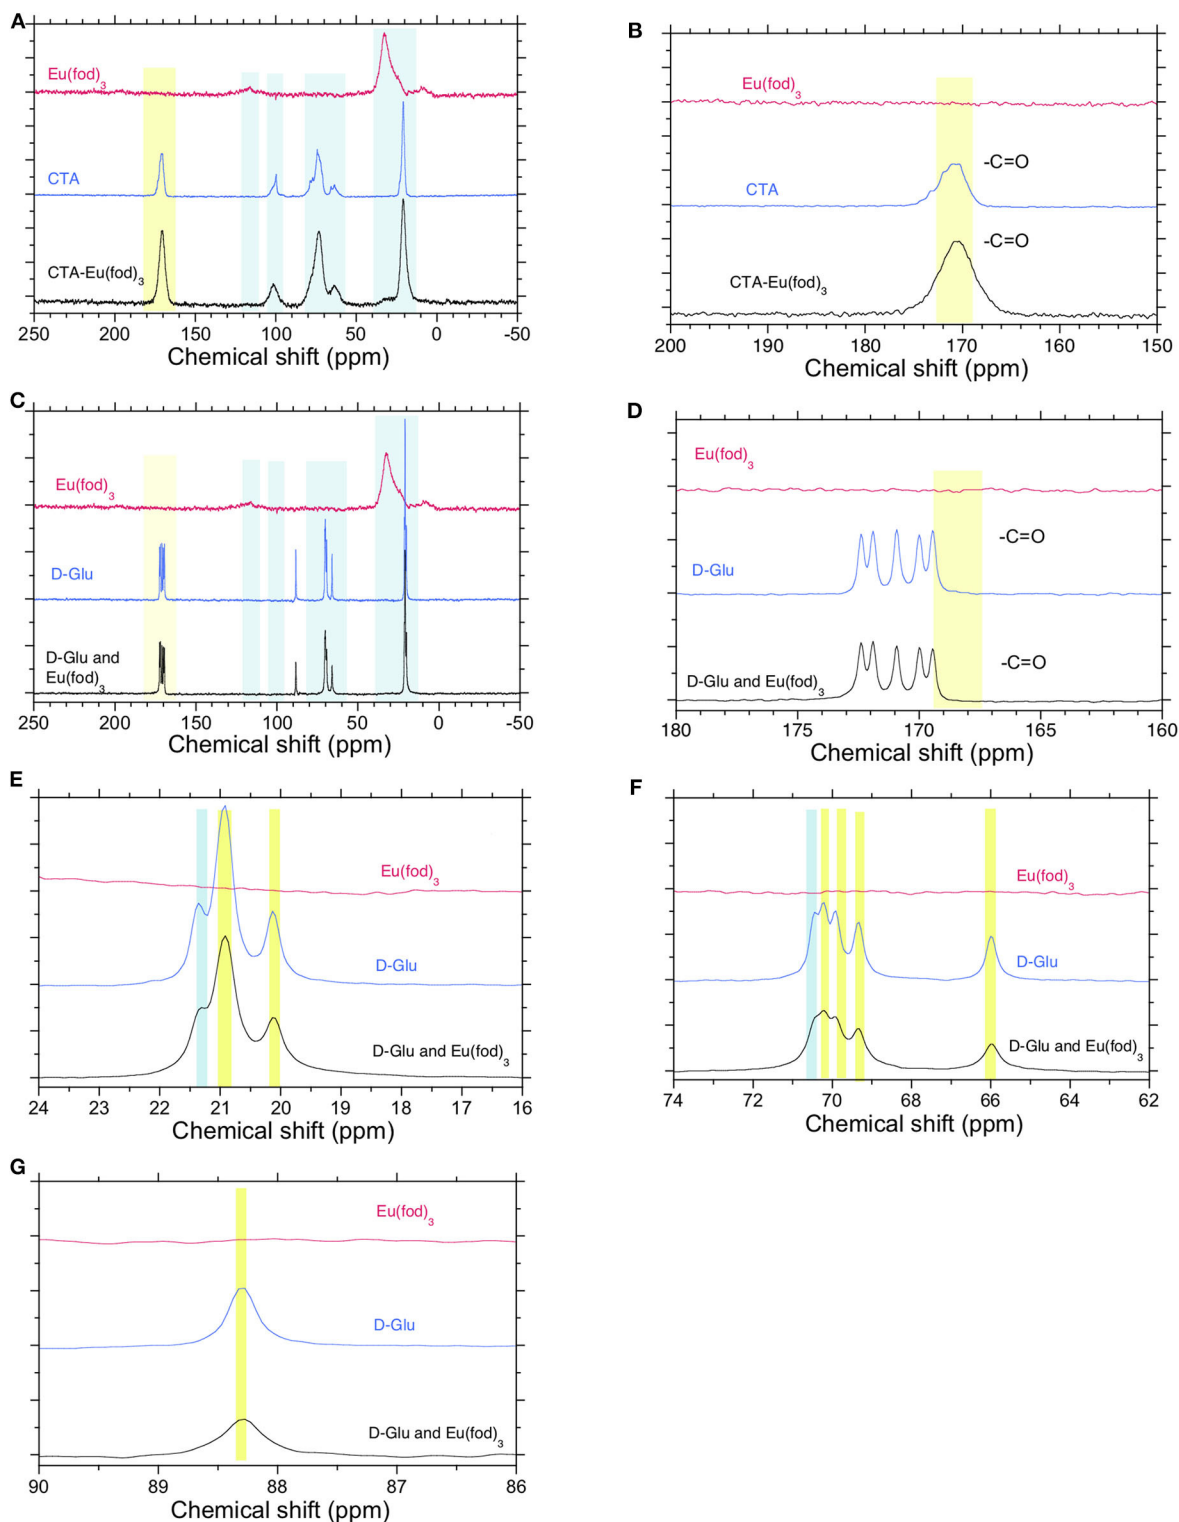 A
Eu(fod)3
CTA
CTA-Eu(fod)3
250 200 150 100 50 0 -50
Chemical shift (ppm)
B
Eu(fod)3
-C=O
CTA
-C=O
CTA-Eu(fod)3
200 190 180 170 160 150
Chemical shift (ppm)
C
Eu(fod)3
D-Glu
D-Glu and
Eu(fod)3
250 200 150 100 50 0 -50
Chemical shift (ppm)
D
Eu(fod)3
-C=O
D-Glu
-C=O
D-Glu and Eu(fod)3
180 175 170 165 160
Chemical shift (ppm)
E
Eu(fod)3
D-Glu
D-Glu and Eu(fod)3
24 23 22 21 20 19 18 17 16
Chemical shift (ppm)
F
Eu(fod)3
D-Glu
D-Glu and Eu(fod)3
74 72 70 68 66 64 62
Chemical shift (ppm)
G
Eu(fod)3
D-Glu
D-Glu and Eu(fod)3
90 89 88 87 86
Chemical shift (ppm)